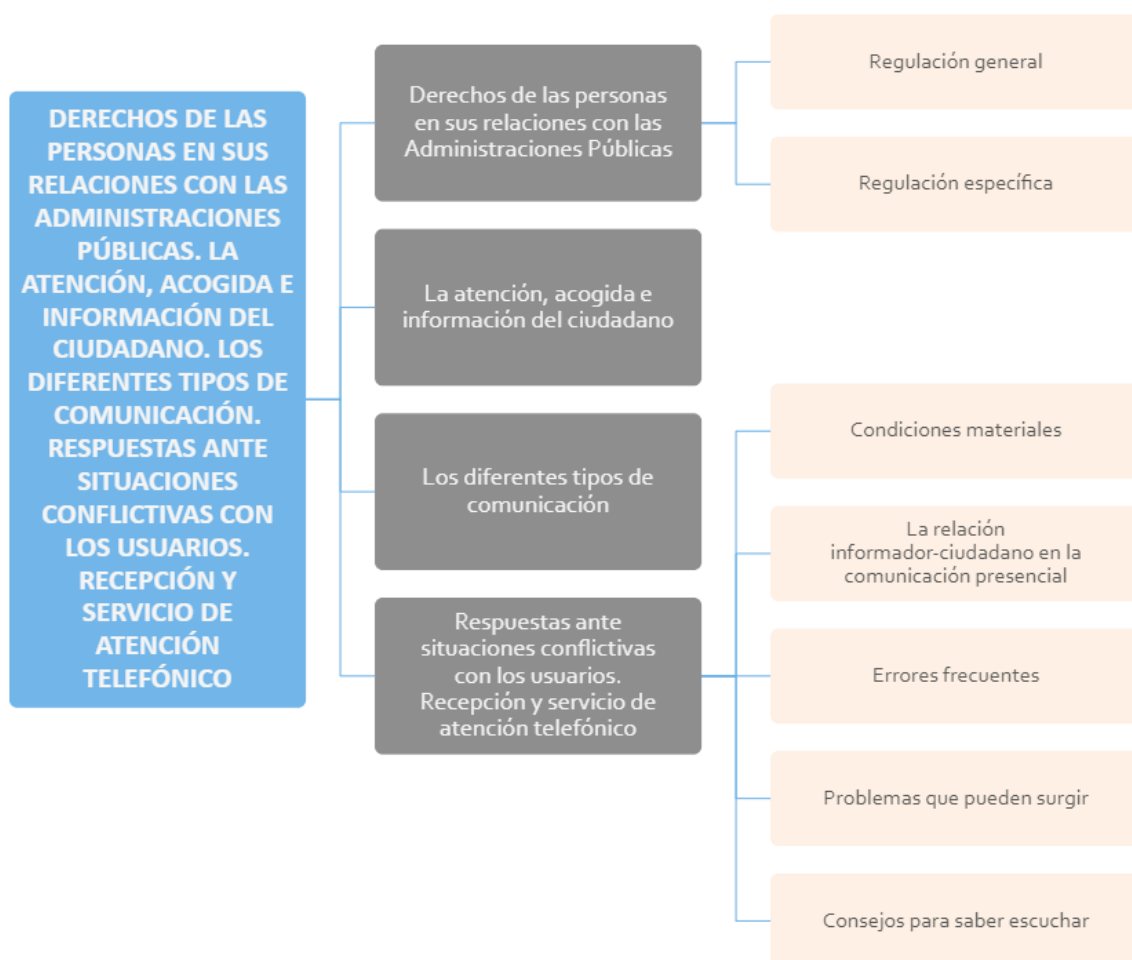 DERECHOS DE LAS
PERSONAS EN SUS
RELACIONES CON LAS
ADMINISTRACIONES
PÚBLICAS. LA
ATENCIÓN, ACOGIDA E
INFORMACIÓN DEL
CIUDADANO. LOS
DIFERENTES TIPOS DE
COMUNICACIÓN.
RESPUESTAS ANTE
SITUACIONES
CONFLICTIVAS CON
LOS USUARIOS.
RECEPCIÓN Y
SERVICIO DE
ATENCIÓN
TELEFÓNICO
Derechos de las personas
en sus relaciones con las
Administraciones Públicas
Regulación general
Regulación específica
La atención, acogida e
información del ciudadano
Los diferentes tipos de
comunicación
Respuestas ante
situaciones conflictivas
con los usuarios.
Recepción y servicio de
atención telefónico
Condiciones materiales
La relación
informador-ciudadano en la
comunicación presencial
Errores frecuentes
Problemas que pueden surgir
Consejos para saber escuchar